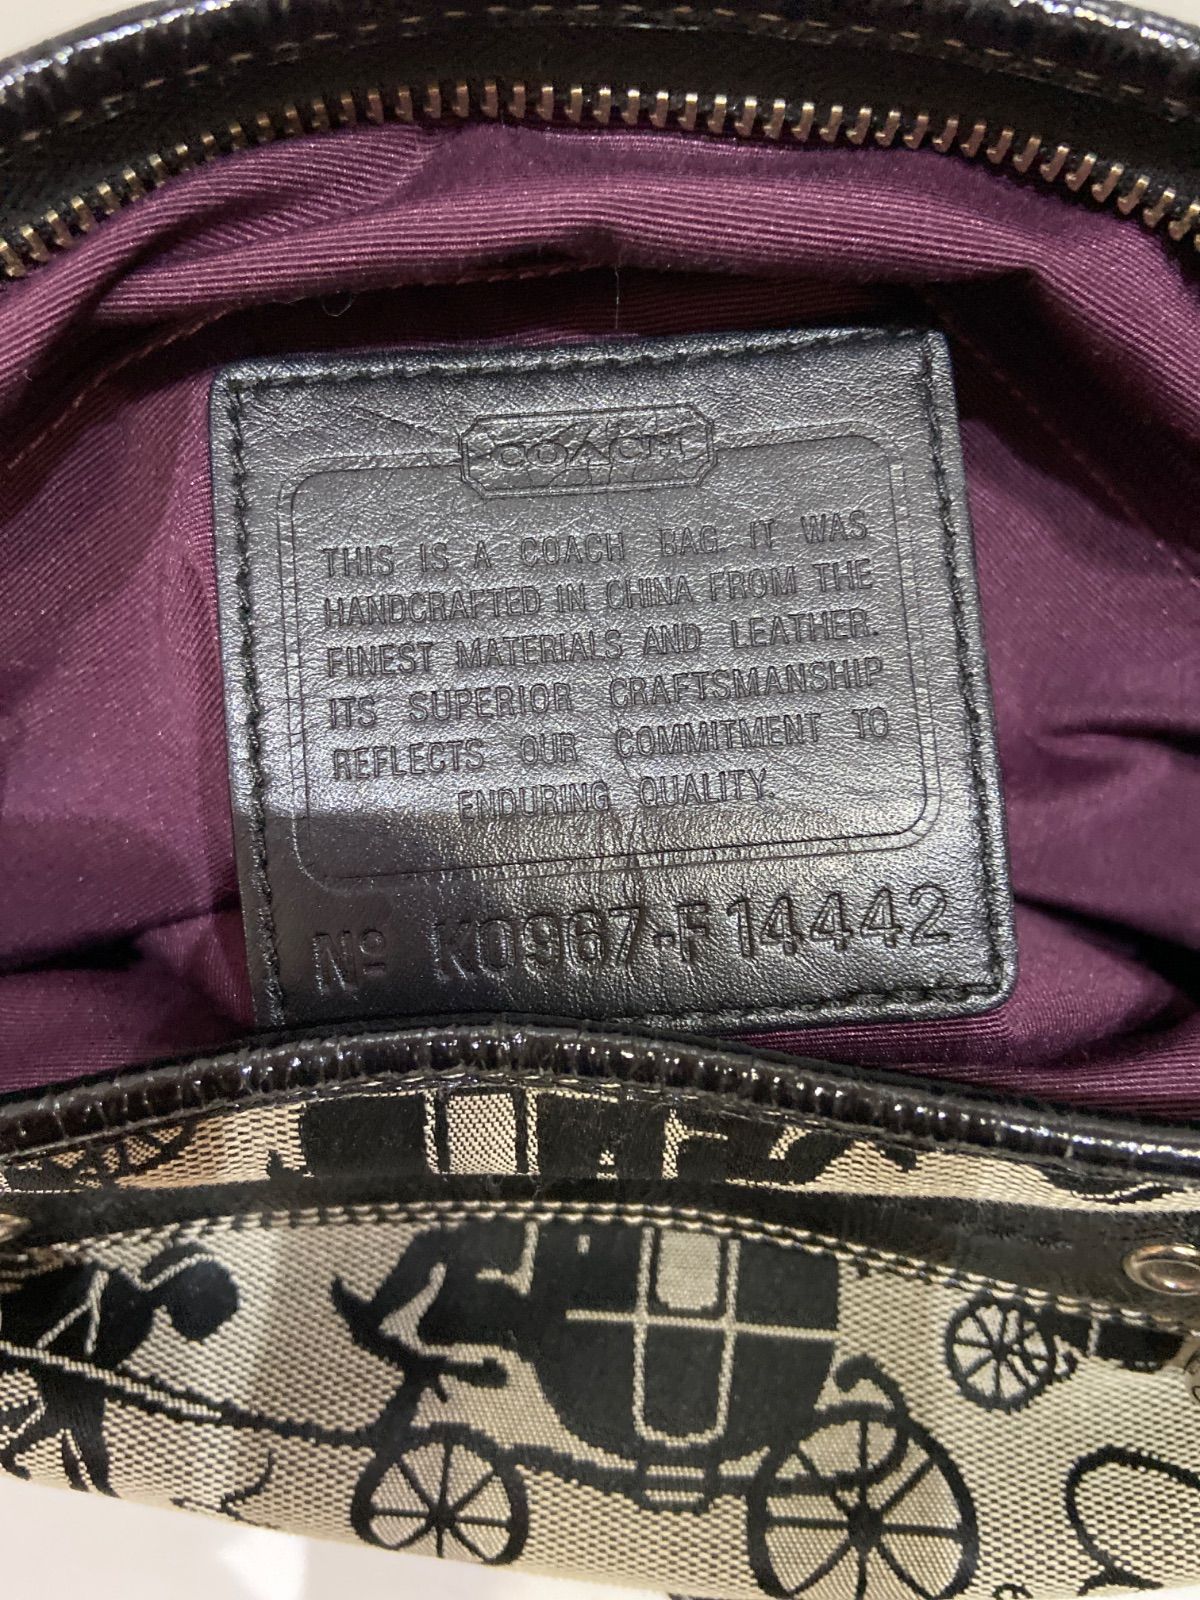 COACH
THIS IS A COACH BAG. IT WAS
HANDCRAFTED IN CHINA FROM THE
FINEST MATERIALS AND LEATHER.
ITS SUPERIOR CRAFTSMANSHIP
REFLECTS OUR COMMITMENT TO
ENDURING QUALITY.
Nº K0967-F14442